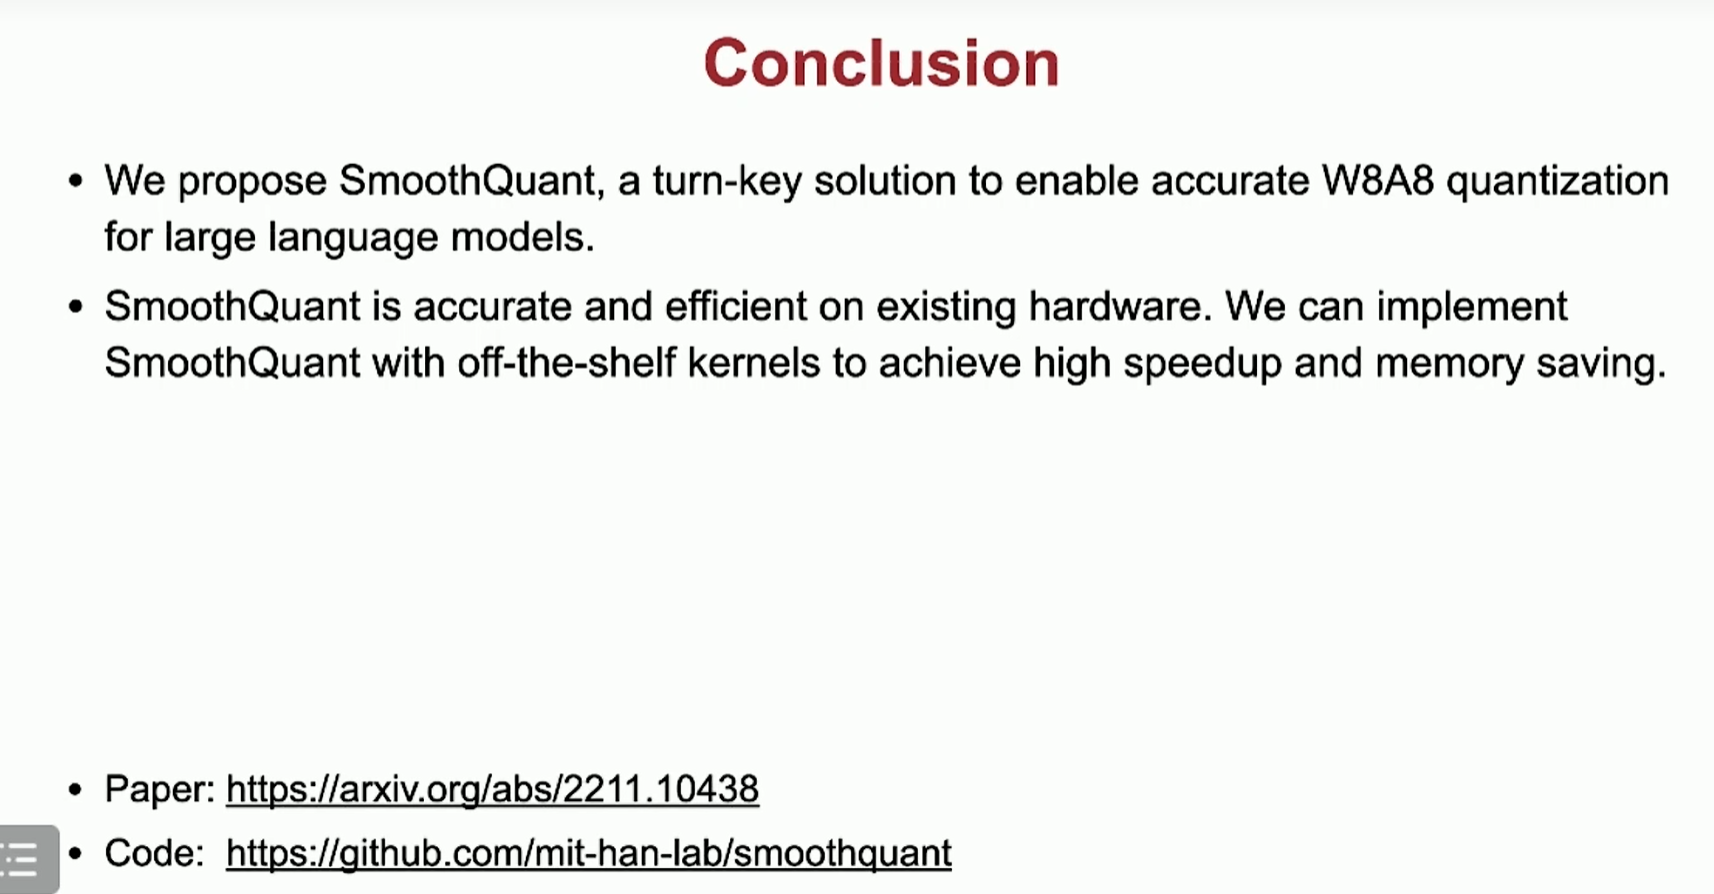 Conclusion
• We propose SmoothQuant, a turn-key solution to enable accurate W8A8 quantization
for large language models.
• SmoothQuant is accurate and efficient on existing hardware. We can implement
SmoothQuant with off-the-shelf kernels to achieve high speedup and memory saving.
• Paper: https://arxiv.org/abs/2211.10438
• Code: https://github.com/mit-han-lab/smoothquant